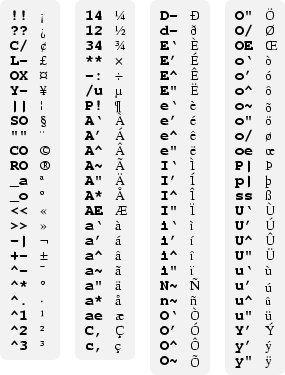 !! ¡
?? ¿
C/ ¢
L- £
OX ¤
Y- ¥
|| ¦
SO §
"" ¨
CO ©
RO ®
_a ª
_o º
<< «
>> »
-| ¬
+- ±
^- ¯
^* °
^. ·
^1 ¹
^2 ²
^3 ³
14 ¼
12 ½
34 ¾
** ×
-: ÷
/u µ
P! ¶
A` À
A' Á
A^ Â
A~ Ã
A" Ä
A* Å
AE Æ
a` à
a' á
a^ â
a~ ã
a" ä
a* å
ae æ
C, Ç
c, ç
D- Ð
d- ð
E` È
E' É
E^ Ê
E" Ë
e` è
e' é
e^ ê
e" ë
I` Ì
I' Í
I^ Î
I" Ï
i` ì
i' í
i^ î
i" ï
N~ Ñ
n~ ñ
O` Ò
O' Ó
O^ Ô
O~ Õ
O" Ö
O/ Ø
OE Œ
o` ò
o' ó
o^ ô
o~ õ
o" ö
o/ ø
oe œ
P| Þ
p| þ
ss ß
U` Ù
U' Ú
U^ Û
U" Ü
u` ù
u' ú
u^ û
u" ü
Y' Ý
y' ý
y" ÿ